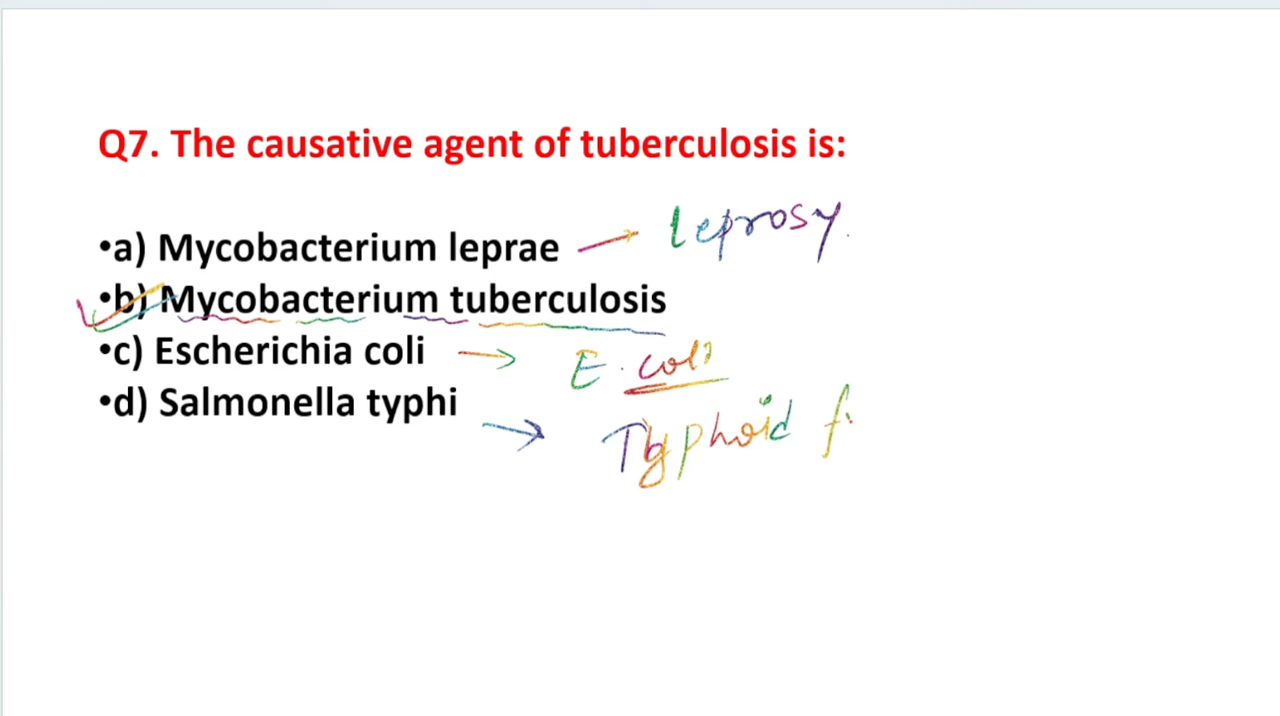 Q7. The causative agent of tuberculosis is:
•a) Mycobacterium leprae → leprosy
•b) Mycobacterium tuberculosis
•c) Escherichia coli → E. coli
•d) Salmonella typhi → Typhoid f